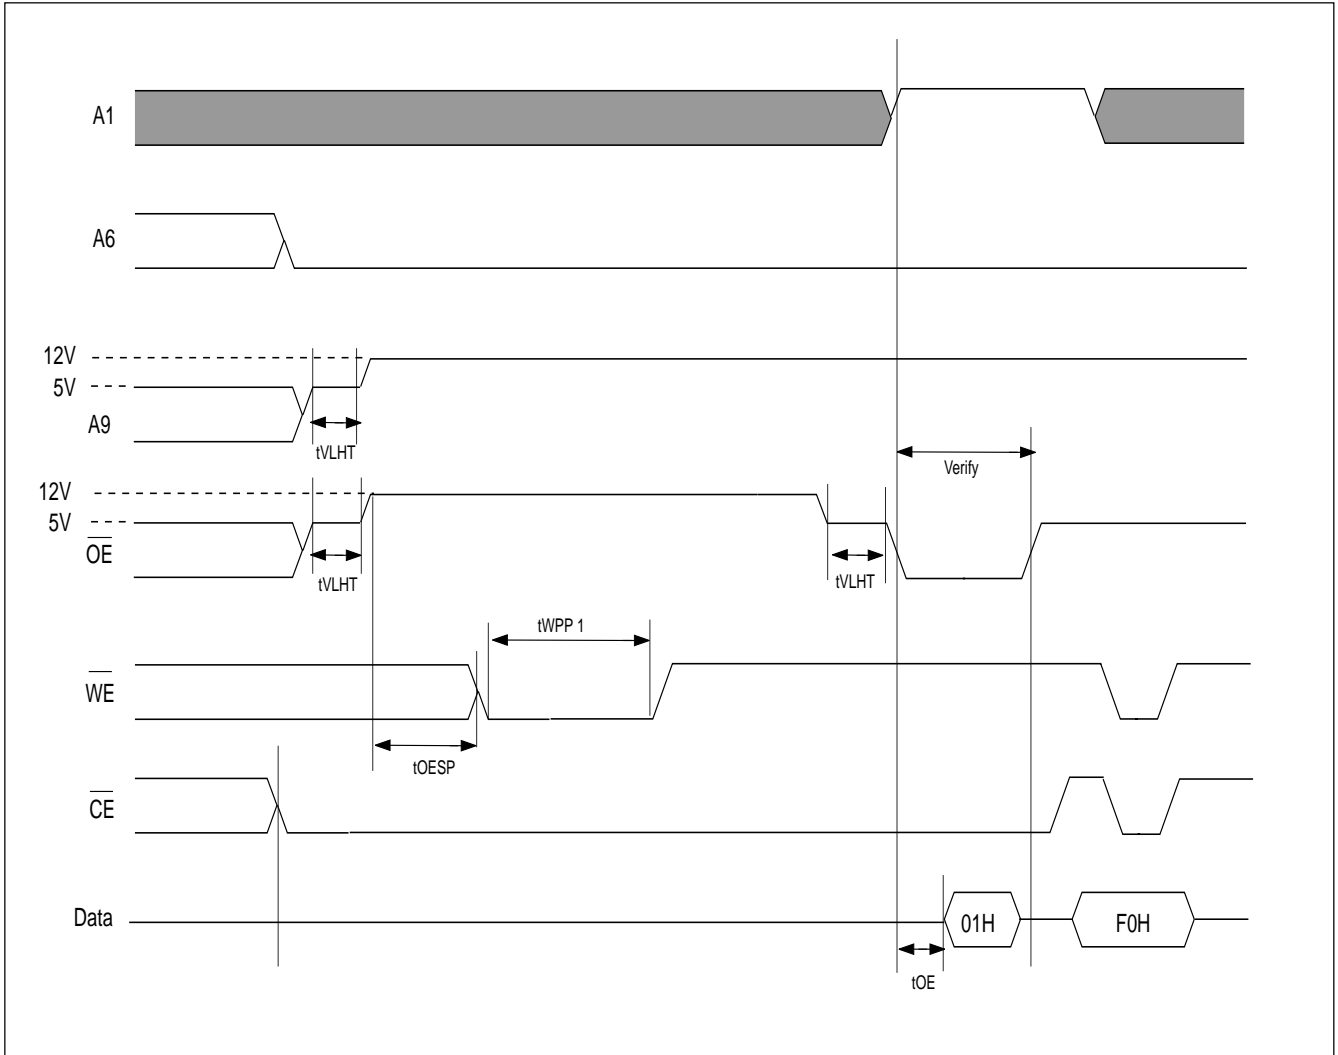 A1
A6
12V
5V
A9
tVLHT
Verify
12V
5V
OE
tVLHT
tVLHT
tWPP 1
WE
tOESP
CE
Data
01H
F0H
tOE